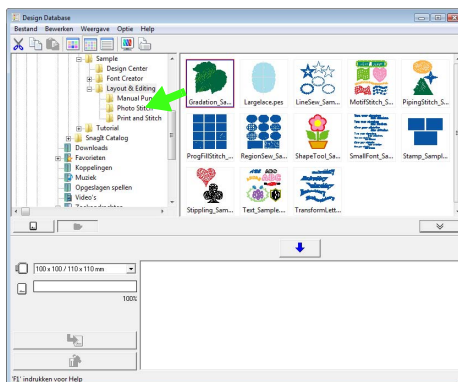 Design Database
Bestand Bewerken Weergave Optie Help
Sample
Design Center
Font Creator
Layout & Editing
Manual Pun
Photo Stitch
Print and Stitch
Tutorial
SnagIt Catalog
Downloads
Favorieten
Koppelingen
Muziek
Opgeslagen spellen
Video's
Gradation_Sa... Largelace.pes LineSew_Sam... MotifStitch_S... PipingStitch_S...
ProgFillStitch_... RegionSew_Sa... ShapeTool_Sa... SmallFont_Sa... Stamp_Sampl...
Stippling_Sam... Text_Sample.... TransformLett...
100 x 100 / 110 x 110 mm
100%
'F1' indrukken voor Help